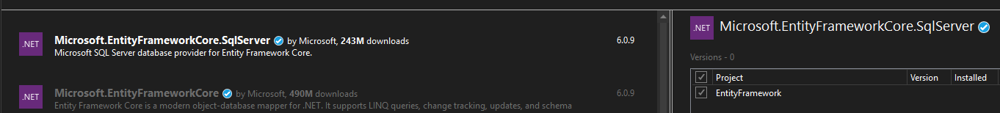 .NET
Microsoft.EntityFrameworkCore.SqlServer by Microsoft, 243M downloads
6.0.9
Microsoft SQL Server database provider for Entity Framework Core.
.NET
Microsoft.EntityFrameworkCore by Microsoft, 490M downloads
6.0.9
Entity Framework Core is a modern object-database mapper for .NET. It supports LINQ queries, change tracking, updates, and schema
.NET
Microsoft.EntityFrameworkCore.SqlServer
Versions - 0
Project Version Installed
EntityFramework